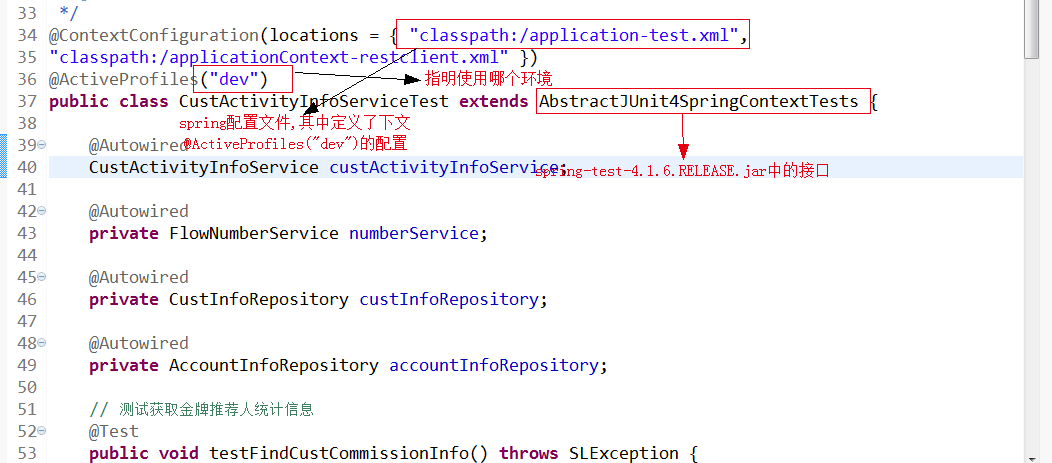 33 */
34 @ContextConfiguration(locations = { "classpath:/application-test.xml",
35 "classpath:/applicationContext-restclient.xml" })
36 @ActiveProfiles("dev")
指明使用哪个环境
37 public class CustActivityInfoServiceTest extends AbstractJUnit4SpringContextTests {
38
spring配置文件,其中定义了下文
@ActiveProfiles("dev")的配置
39 @Autowired
40 CustActivityInfoService custActivityInfoService;
spring-test-4.1.6.RELEASE.jar中的接口
41
42 @Autowired
43 private FlowNumberService numberService;
44
45 @Autowired
46 private CustInfoRepository custInfoRepository;
47
48 @Autowired
49 private AccountInfoRepository accountInfoRepository;
50
51 // 测试获取金牌推荐人统计信息
52 @Test
53 public void testFindCustCommissionInfo() throws SLException {